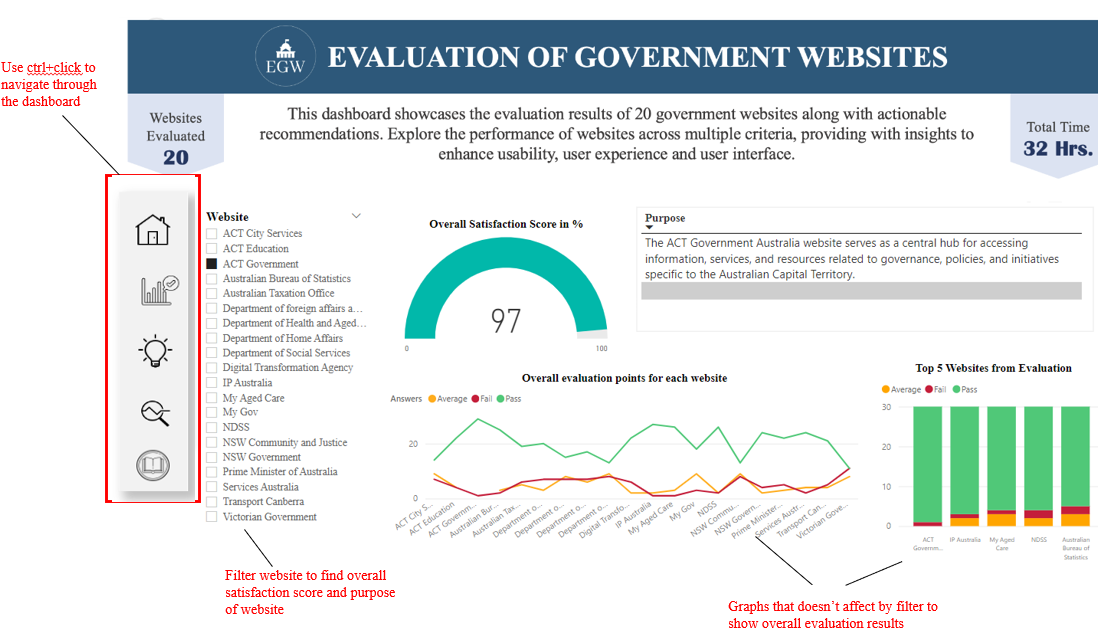 EGW
EVALUATION OF GOVERNMENT WEBSITES
Use ctrl+click to
navigate through
the dashboard
Websites
Evaluated
20
This dashboard showcases the evaluation results of 20 government websites along with actionable
recommendations. Explore the performance of websites across multiple criteria, providing with insights to
enhance usability, user experience and user interface.
Total Time
32 Hrs.
Website
ACT City Services
ACT Education
ACT Government
Australian Bureau of Statistics
Australian Taxation Office
Department of foreign affairs a...
Department of Health and Aged...
Department of Home Affairs
Department of Social Services
Digital Transformation Agency
IP Australia
My Aged Care
My Gov
NDSS
NSW Community and Justice
NSW Government
Prime Minister of Australia
Services Australia
Transport Canberra
Victorian Government
Overall Satisfaction Score in %
97
0
100
Purpose
The ACT Government Australia website serves as a central hub for accessing
information, services, and resources related to governance, policies, and initiatives
specific to the Australian Capital Territory.
Overall evaluation points for each website
Answers Average Fail Pass
20
0
ACT City S...
ACT Education
ACT Governm...
Australian Bur...
Australian Tax...
Department o...
Department o...
Department o...
Department o...
Digital Transfo...
IP Australia
My Aged Care
My Gov
NDSS
NSW Commu...
NSW Govern...
Prime Minister...
Services Austr...
Transport Can...
Victorian Gove...
Top 5 Websites from Evaluation
Average Fail Pass
30
20
10
0
ACT
Governm...
IP Australia
My Aged
Care
NDSS
Australian
Bureau of
Statistics
Filter website to find overall
satisfaction score and purpose
of website
Graphs that doesn't affect by filter to
show overall evaluation results